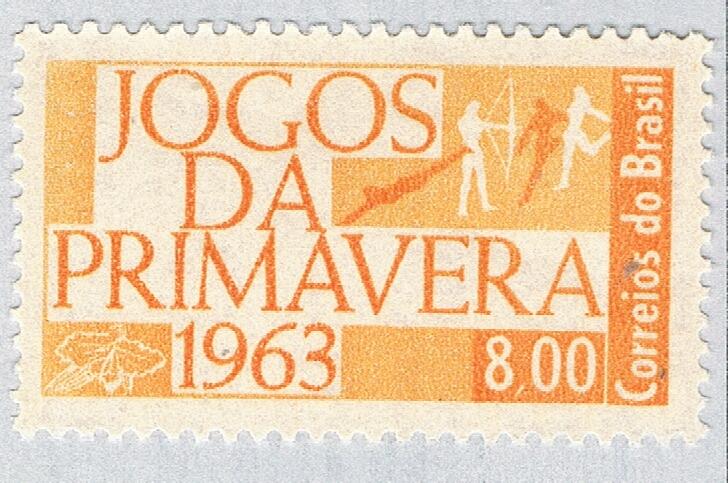 JOGOS
DA
PRIMAVERA
1963
8,00
Correios do Brasil